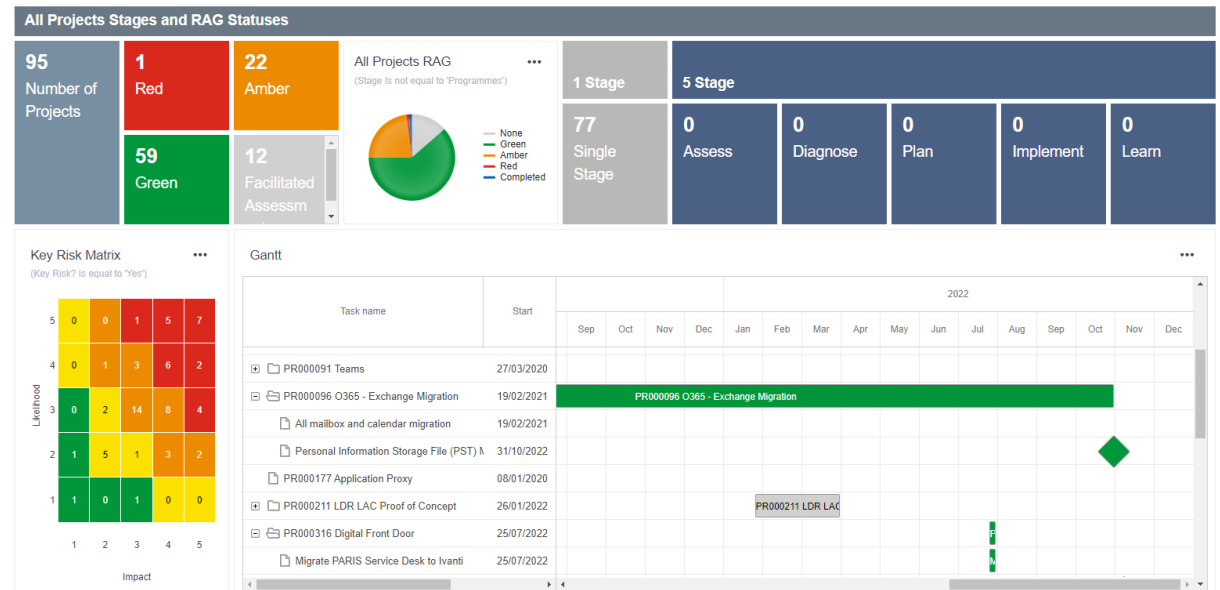 All Projects Stages and RAG Statuses
95
Number of
Projects
1
Red
22
Amber
59
Green
12
Facilitated
Assessm
All Projects RAG
(Stage Is not equal to 'Programmes')
None
Green
Amber
Red
Completed
1 Stage
5 Stage
77
Single
Stage
0
Assess
0
Diagnose
0
Plan
0
Implement
0
Learn
Key Risk Matrix
(Key Risk? Is equal to 'Yes')
Likelihood
5 0 0 1 5 7
4 0 1 3 6 2
3 0 2 14 8 4
2 1 5 1 3 2
1 1 0 1 0 0
1 2 3 4 5
Impact
Gantt
Task name Start
2022
Sep Oct Nov Dec Jan Feb Mar Apr May Jun Jul Aug Sep Oct Nov Dec
PR000091 Teams 27/03/2020
PR000096 O365 - Exchange Migration 19/02/2021 PR000096 O365 - Exchange Migration
All mailbox and calendar migration 19/02/2021
Personal Information Storage File (PST) 31/10/2022
PR000177 Application Proxy 08/01/2020
PR000211 LDR LAC Proof of Concept 26/01/2022 PR000211 LDR LAC
PR000316 Digital Front Door 25/07/2022
Migrate PARIS Service Desk to Ivanti 25/07/2022